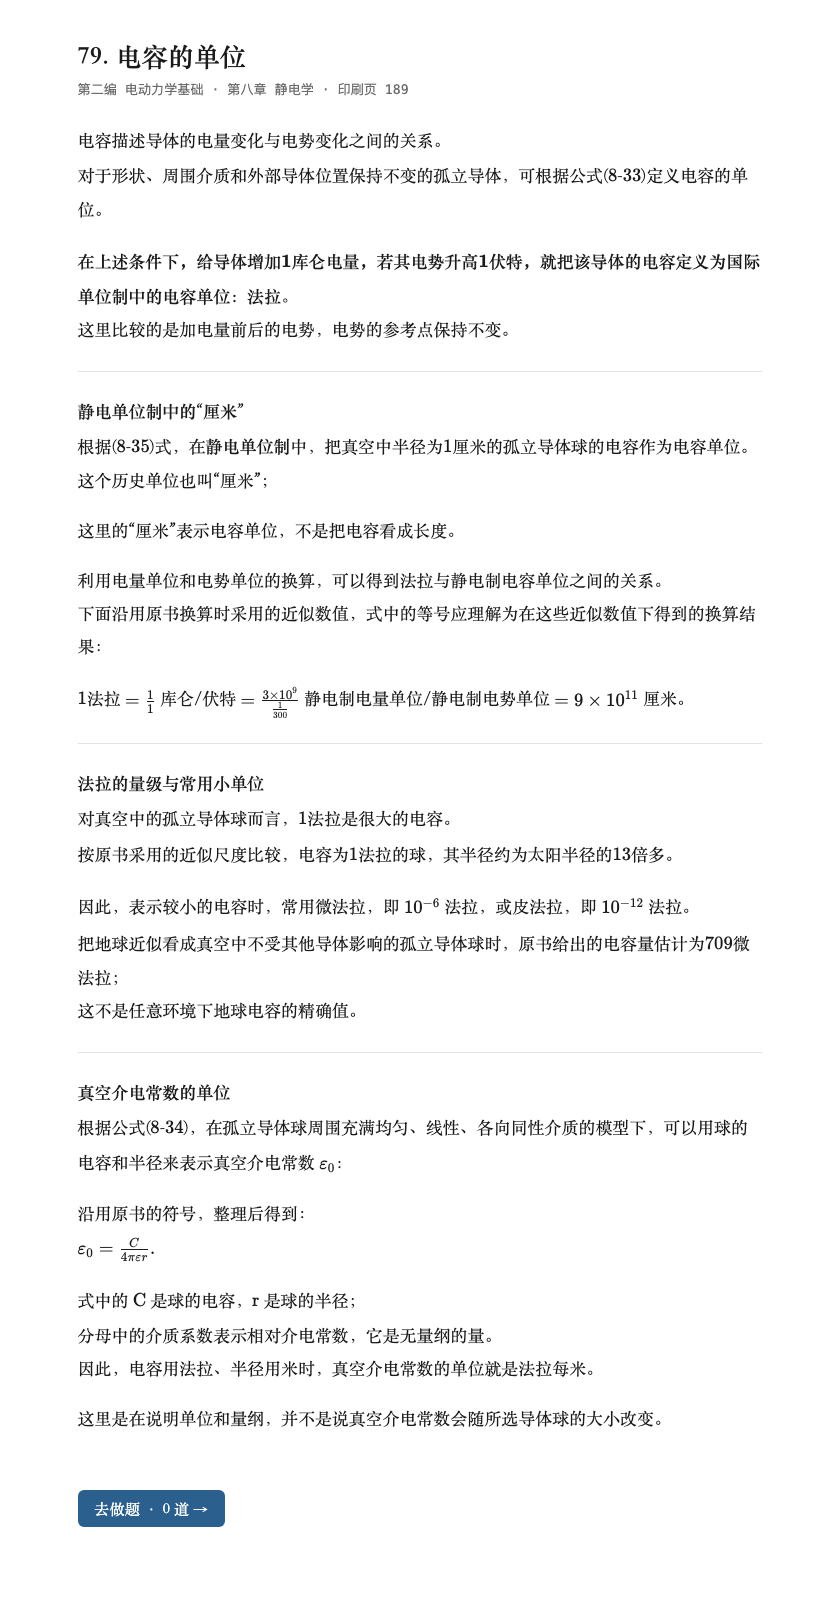 79. 电容的单位
第二编 电动力学基础 · 第八章 静电学 · 印刷页 189
电容描述导体的电量变化与电势变化之间的关系。
对于形状、周围介质和外部导体位置保持不变的孤立导体，可根据公式(8-33)定义电容的单
位。
在上述条件下，给导体增加1库仑电量，若其电势升高1伏特，就把该导体的电容定义为国际
单位制中的电容单位：法拉。
这里比较的是加电量前后的电势，电势的参考点保持不变。
静电单位制中的“厘米”
根据(8-35)式，在静电单位制中，把真空中半径为1厘米的孤立导体球的电容作为电容单位。
这个历史单位也叫“厘米”；
这里的“厘米”表示电容单位，不是把电容看成长度。
利用电量单位和电势单位的换算，可以得到法拉与静电制电容单位之间的关系。
下面沿用原书换算时采用的近似数值，式中的等号应理解为在这些近似数值下得到的换算结
果：
1法拉 = $\frac{1}{1}$ 库仑/伏特 = $\frac{3\times10^9}{\frac{1}{300}}$ 静电制电量单位/静电制电势单位 = $9 \times 10^{11}$ 厘米。
法拉的量级与常用小单位
对真空中的孤立导体球而言，1法拉是很大的电容。
按原书采用的近似尺度比较，电容为1法拉的球，其半径约为太阳半径的13倍多。
因此，表示较小的电容时，常用微法拉，即 $10^{-6}$ 法拉，或皮法拉，即 $10^{-12}$ 法拉。
把地球近似看成真空中不受其他导体影响的孤立导体球时，原书给出的电容量估计为709微
法拉；
这不是任意环境下地球电容的精确值。
真空介电常数的单位
根据公式(8-34)，在孤立导体球周围充满均匀、线性、各向同性介质的模型下，可以用球的
电容和半径来表示真空介电常数 $\varepsilon_0$：
沿用原书的符号，整理后得到：
$\varepsilon_0 = \frac{C}{4\pi\varepsilon r}$.
式中的 C 是球的电容，r 是球的半径；
分母中的介质系数表示相对介电常数，它是无量纲的量。
因此，电容用法拉、半径用米时，真空介电常数的单位就是法拉每米。
这里是在说明单位和量纲，并不是说真空介电常数会随所选导体球的大小改变。
去做题 · 0 道 →